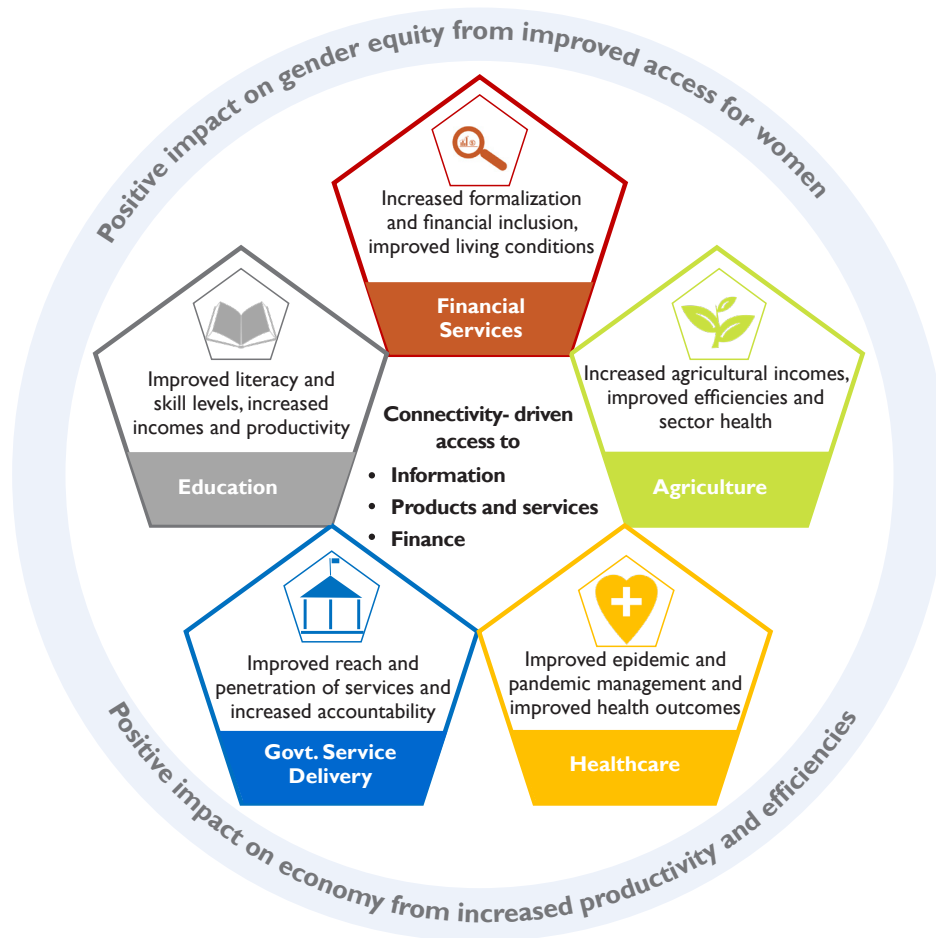 Positive impact on gender equity from improved access for women
Increased formalization
and financial inclusion,
improved living conditions
Financial
Services
Improved literacy and
skill levels, increased
incomes and productivity
Education
Increased agricultural incomes,
improved efficiencies and
sector health
Agriculture
Connectivity- driven
access to
• Information
• Products and services
• Finance
Improved reach and
penetration of services and
increased accountability
Govt. Service
Delivery
Improved epidemic and
pandemic management and
improved health outcomes
Healthcare
Positive impact on economy from increased productivity and efficiencies